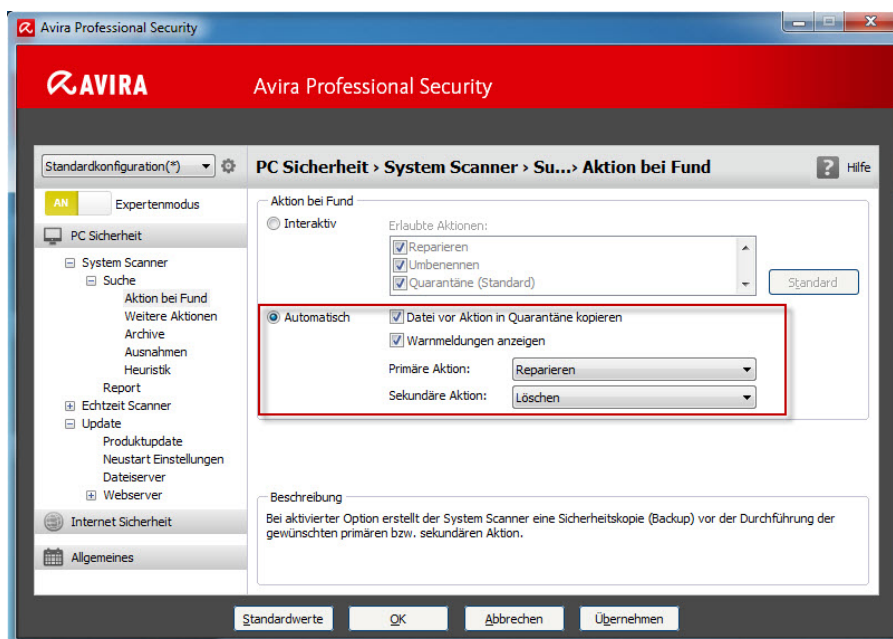 Avira Professional Security
AVIRA
Avira Professional Security
Standardkonfiguration(*)
PC Sicherheit › System Scanner › Su...› Aktion bei Fund
? Hilfe
AN Expertenmodus
PC Sicherheit
System Scanner
Suche
Aktion bei Fund
Weitere Aktionen
Archive
Ausnahmen
Heuristik
Report
Echtzeit Scanner
Update
Produktupdate
Neustart Einstellungen
Dateiserver
Webserver
Internet Sicherheit
Allgemeines
Aktion bei Fund
Interaktiv
Erlaubte Aktionen:
Reparieren
Umbenennen
Quarantäne (Standard)
Standard
Automatisch
Datei vor Aktion in Quarantäne kopieren
Warnmeldungen anzeigen
Primäre Aktion: Reparieren
Sekundäre Aktion: Löschen
Beschreibung
Bei aktivierter Option erstellt der System Scanner eine Sicherheitskopie (Backup) vor der Durchführung der
gewünschten primären bzw. sekundären Aktion.
Standardwerte
OK
Abbrechen
Übernehmen